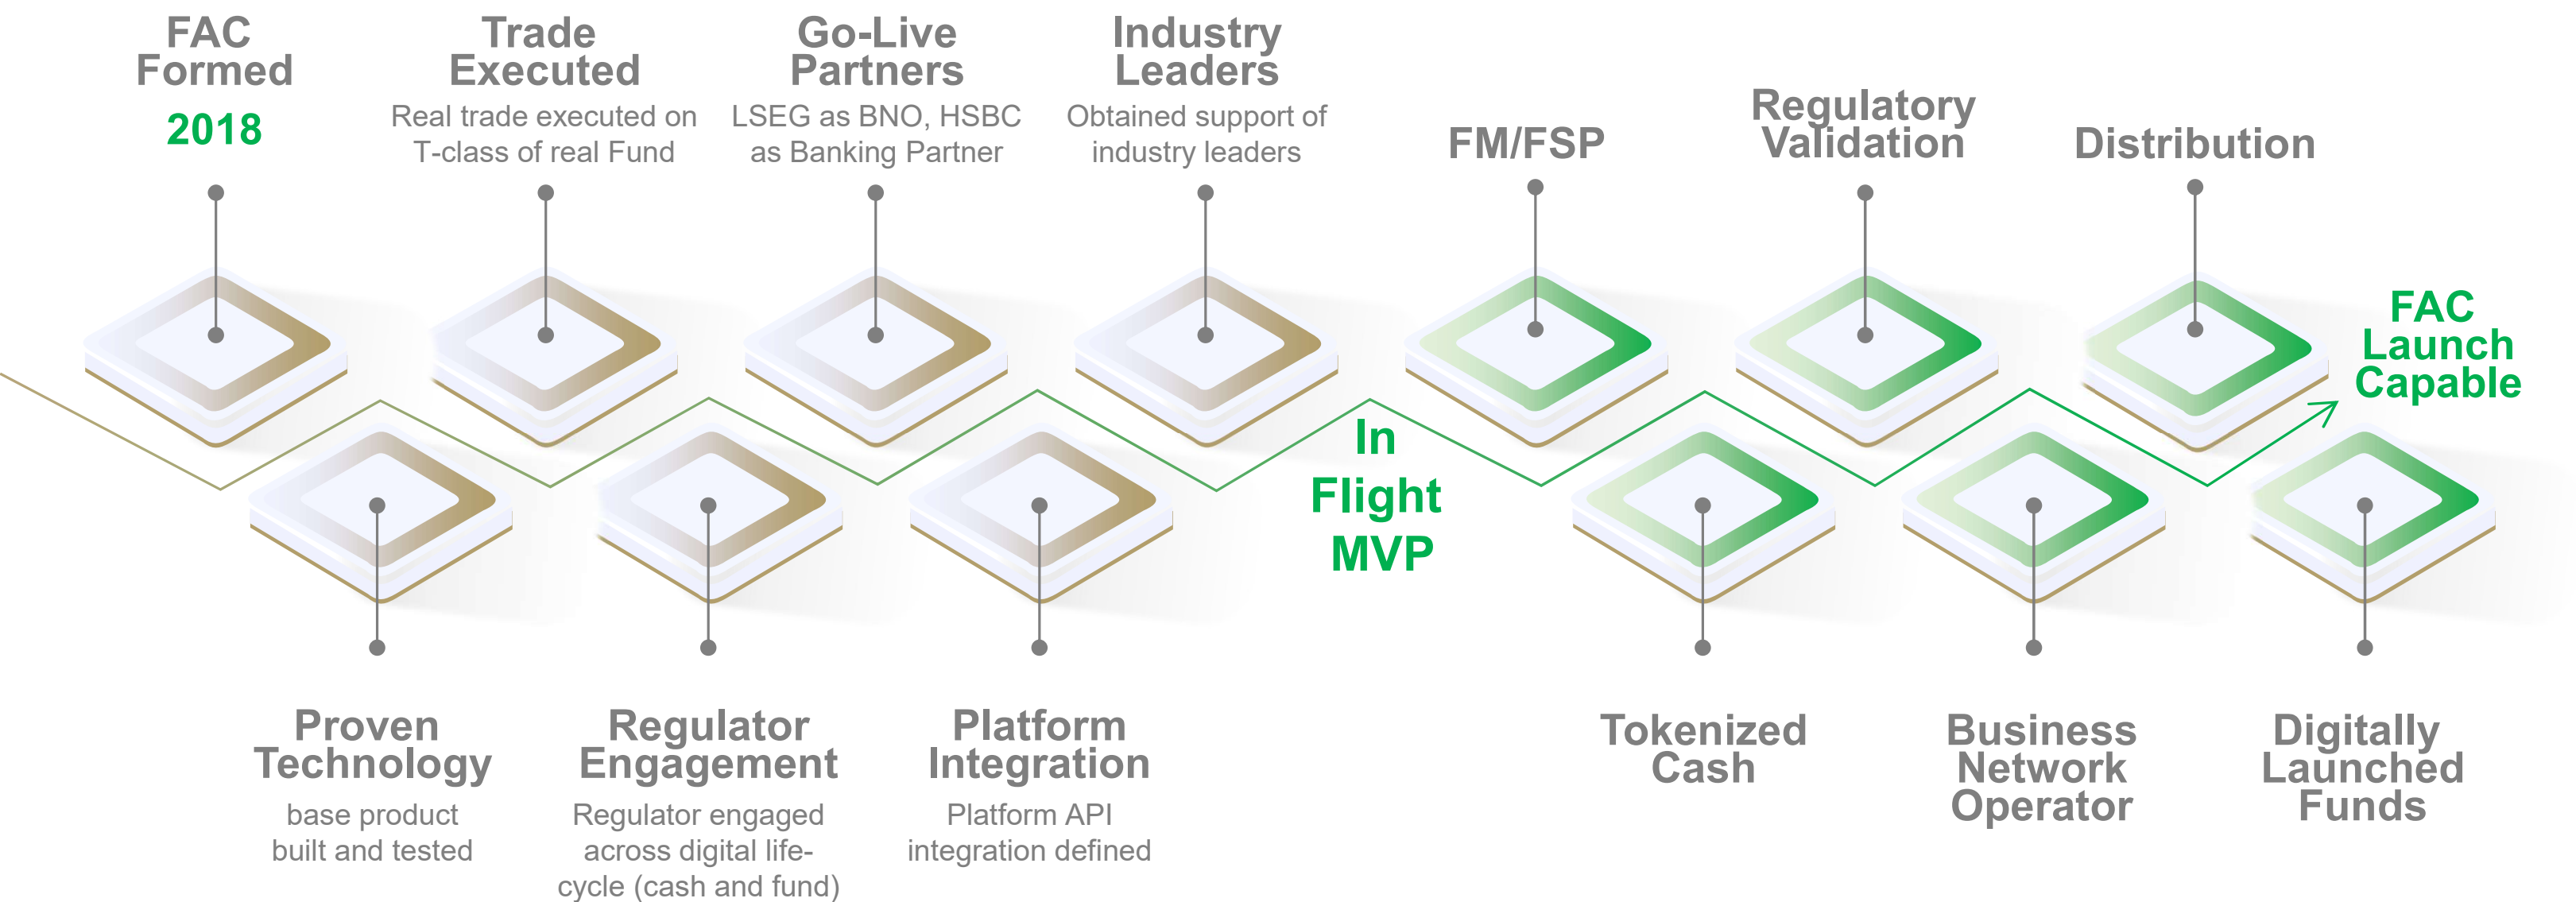 FAC
Formed
2018
Trade
Executed
Real trade executed on
T-class of real Fund
Go-Live
Partners
LSEG as BNO, HSBC
as Banking Partner
Industry
Leaders
Obtained support of
industry leaders
FM/FSP
Regulatory
Validation
Distribution
FAC
Launch
Capable
In
Flight
MVP
Proven
Technology
base product
built and tested
Regulator
Engagement
Regulator engaged
across digital life-
cycle (cash and fund)
Platform
Integration
Platform API
integration defined
Tokenized
Cash
Business
Network
Operator
Digitally
Launched
Funds